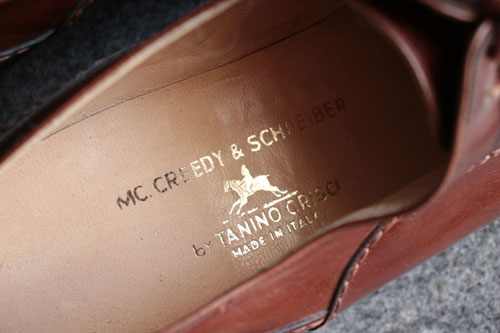 MC. CREEDY & SCHREIBER
by TANINO CRISCI
MADE IN ITALY